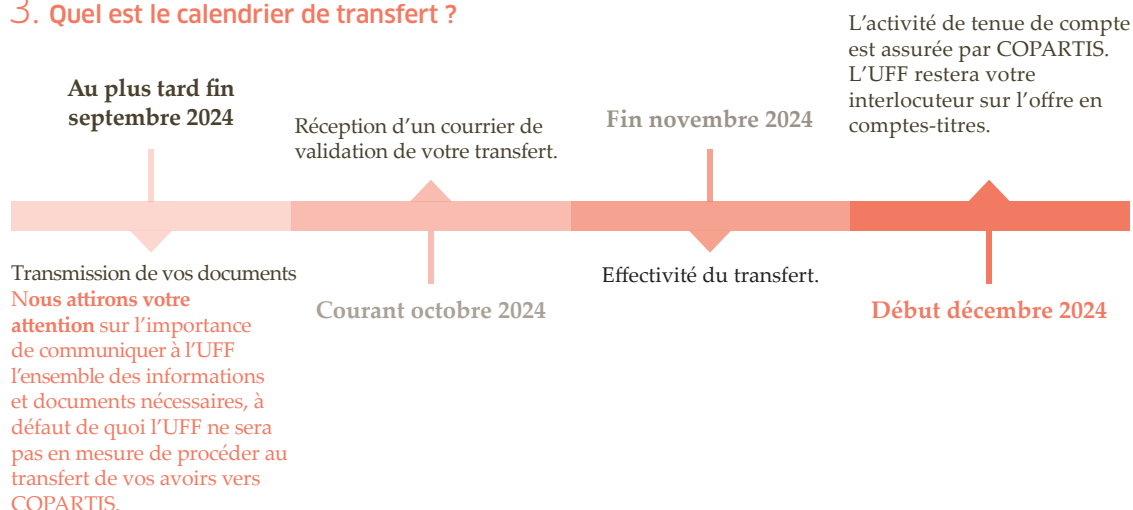 3. Quel est le calendrier de transfert ?
Au plus tard fin
septembre 2024
Transmission de vos documents
Nous attirons votre
attention sur l’importance
de communiquer à l’UFF
l’ensemble des informations
et documents nécessaires, à
défaut de quoi l’UFF ne sera
pas en mesure de procéder au
transfert de vos avoirs vers
COPARTIS.
Réception d’un courrier de
validation de votre transfert.
Courant octobre 2024
Fin novembre 2024
Effectivité du transfert.
L’activité de tenue de compte
est assurée par COPARTIS.
L’UFF restera votre
interlocuteur sur l’offre en
comptes-titres.
Début décembre 2024